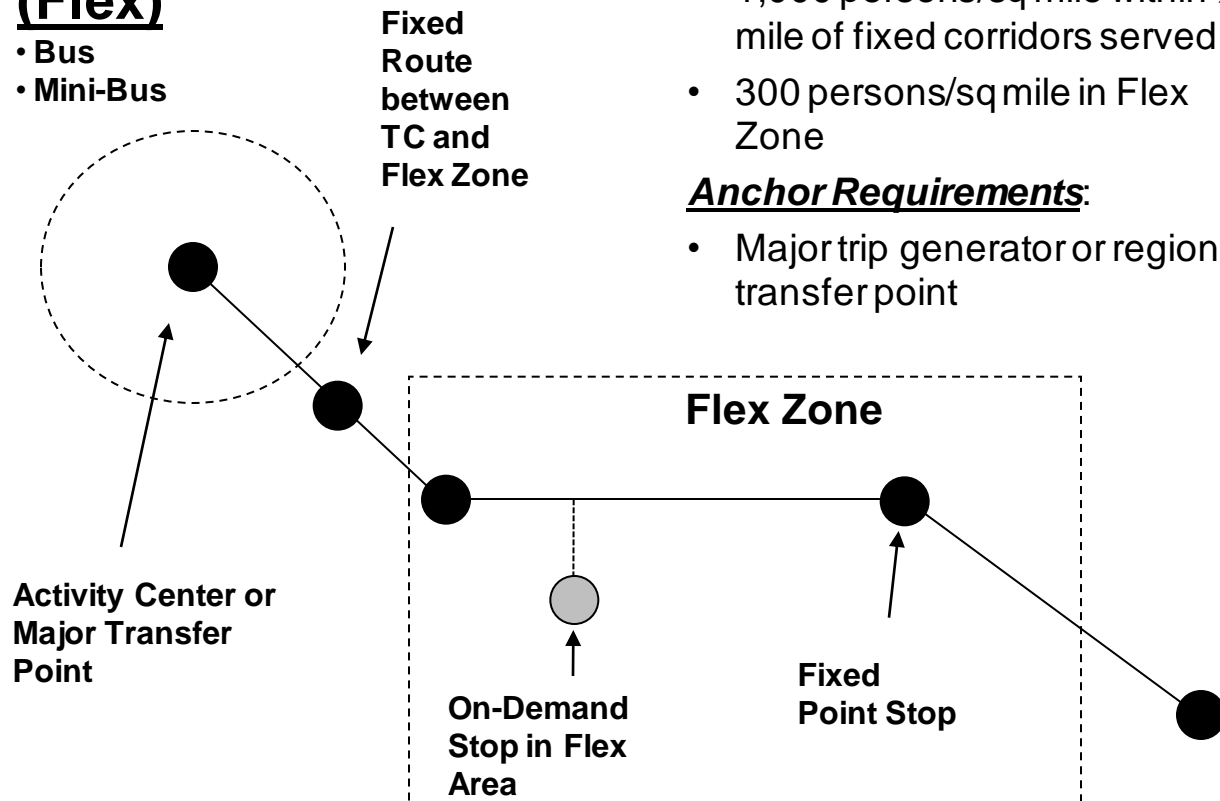 (Flex)
• Bus
• Mini-Bus
Fixed
Route
between
TC and
Flex Zone
mile of fixed corridors served
• 300 persons/sq mile in Flex
Zone
Anchor Requirements:
• Major trip generator or region
transfer point
Flex Zone
Activity Center or
Major Transfer
Point
On-Demand
Stop in Flex
Area
Fixed
Point Stop